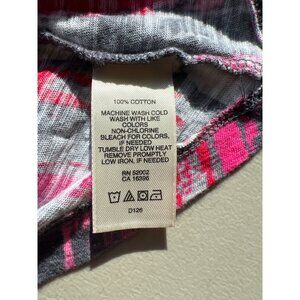 100% COTTON
MACHINE WASH COLD
WASH WITH LIKE
COLORS
NON-CHLORINE
BLEACH FOR COLORS,
IF NEEDED
TUMBLE DRY LOW HEAT
REMOVE PROMPTLY
LOW IRON, IF NEEDED
RN 52002
CA 16396
D126